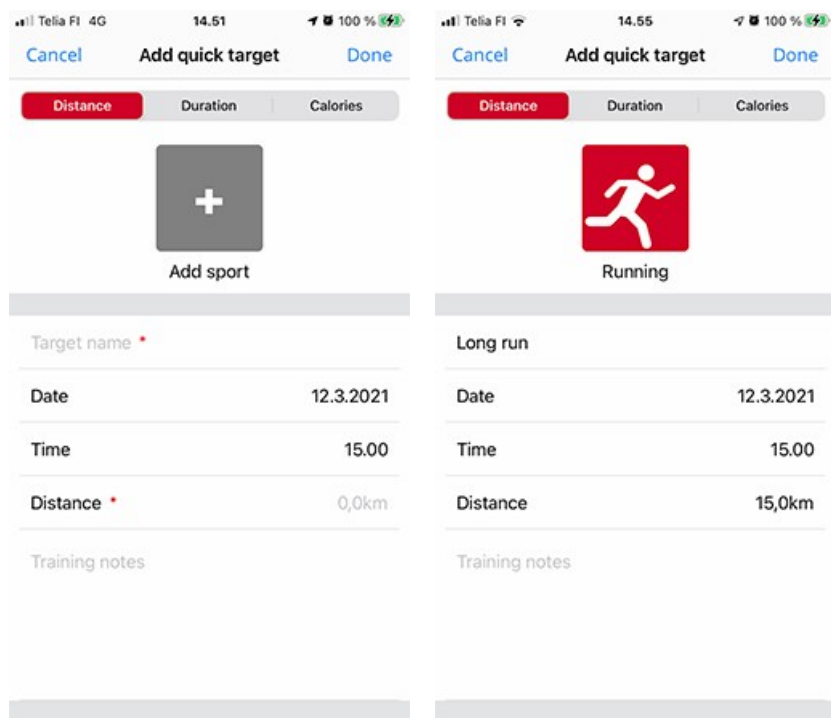 Telia FI 4G 14.51 100 %
Cancel Add quick target Done
Distance Duration Calories
+
Add sport
Target name *
Date 12.3.2021
Time 15.00
Distance * 0,0km
Training notes
Telia FI 14.55 100 %
Cancel Add quick target Done
Distance Duration Calories
Running
Long run
Date 12.3.2021
Time 15.00
Distance 15,0km
Training notes